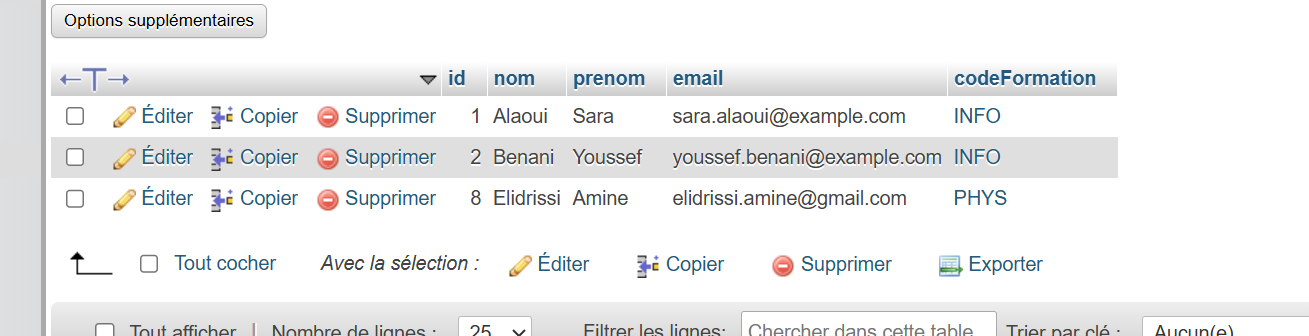 Options supplémentaires
id nom prenom email codeFormation
Éditer Copier Supprimer 1 Alaoui Sara sara.alaoui@example.com INFO
Éditer Copier Supprimer 2 Benani Youssef youssef.benani@example.com INFO
Éditer Copier Supprimer 8 Elidrissi Amine elidrissi.amine@gmail.com PHYS
Tout cocher Avec la sélection : Éditer Copier Supprimer Exporter
Tout afficher | Nombre de lignes : 25 Filtrer les lignes: Chercher dans cette table Trier par clé : Aucun(e)